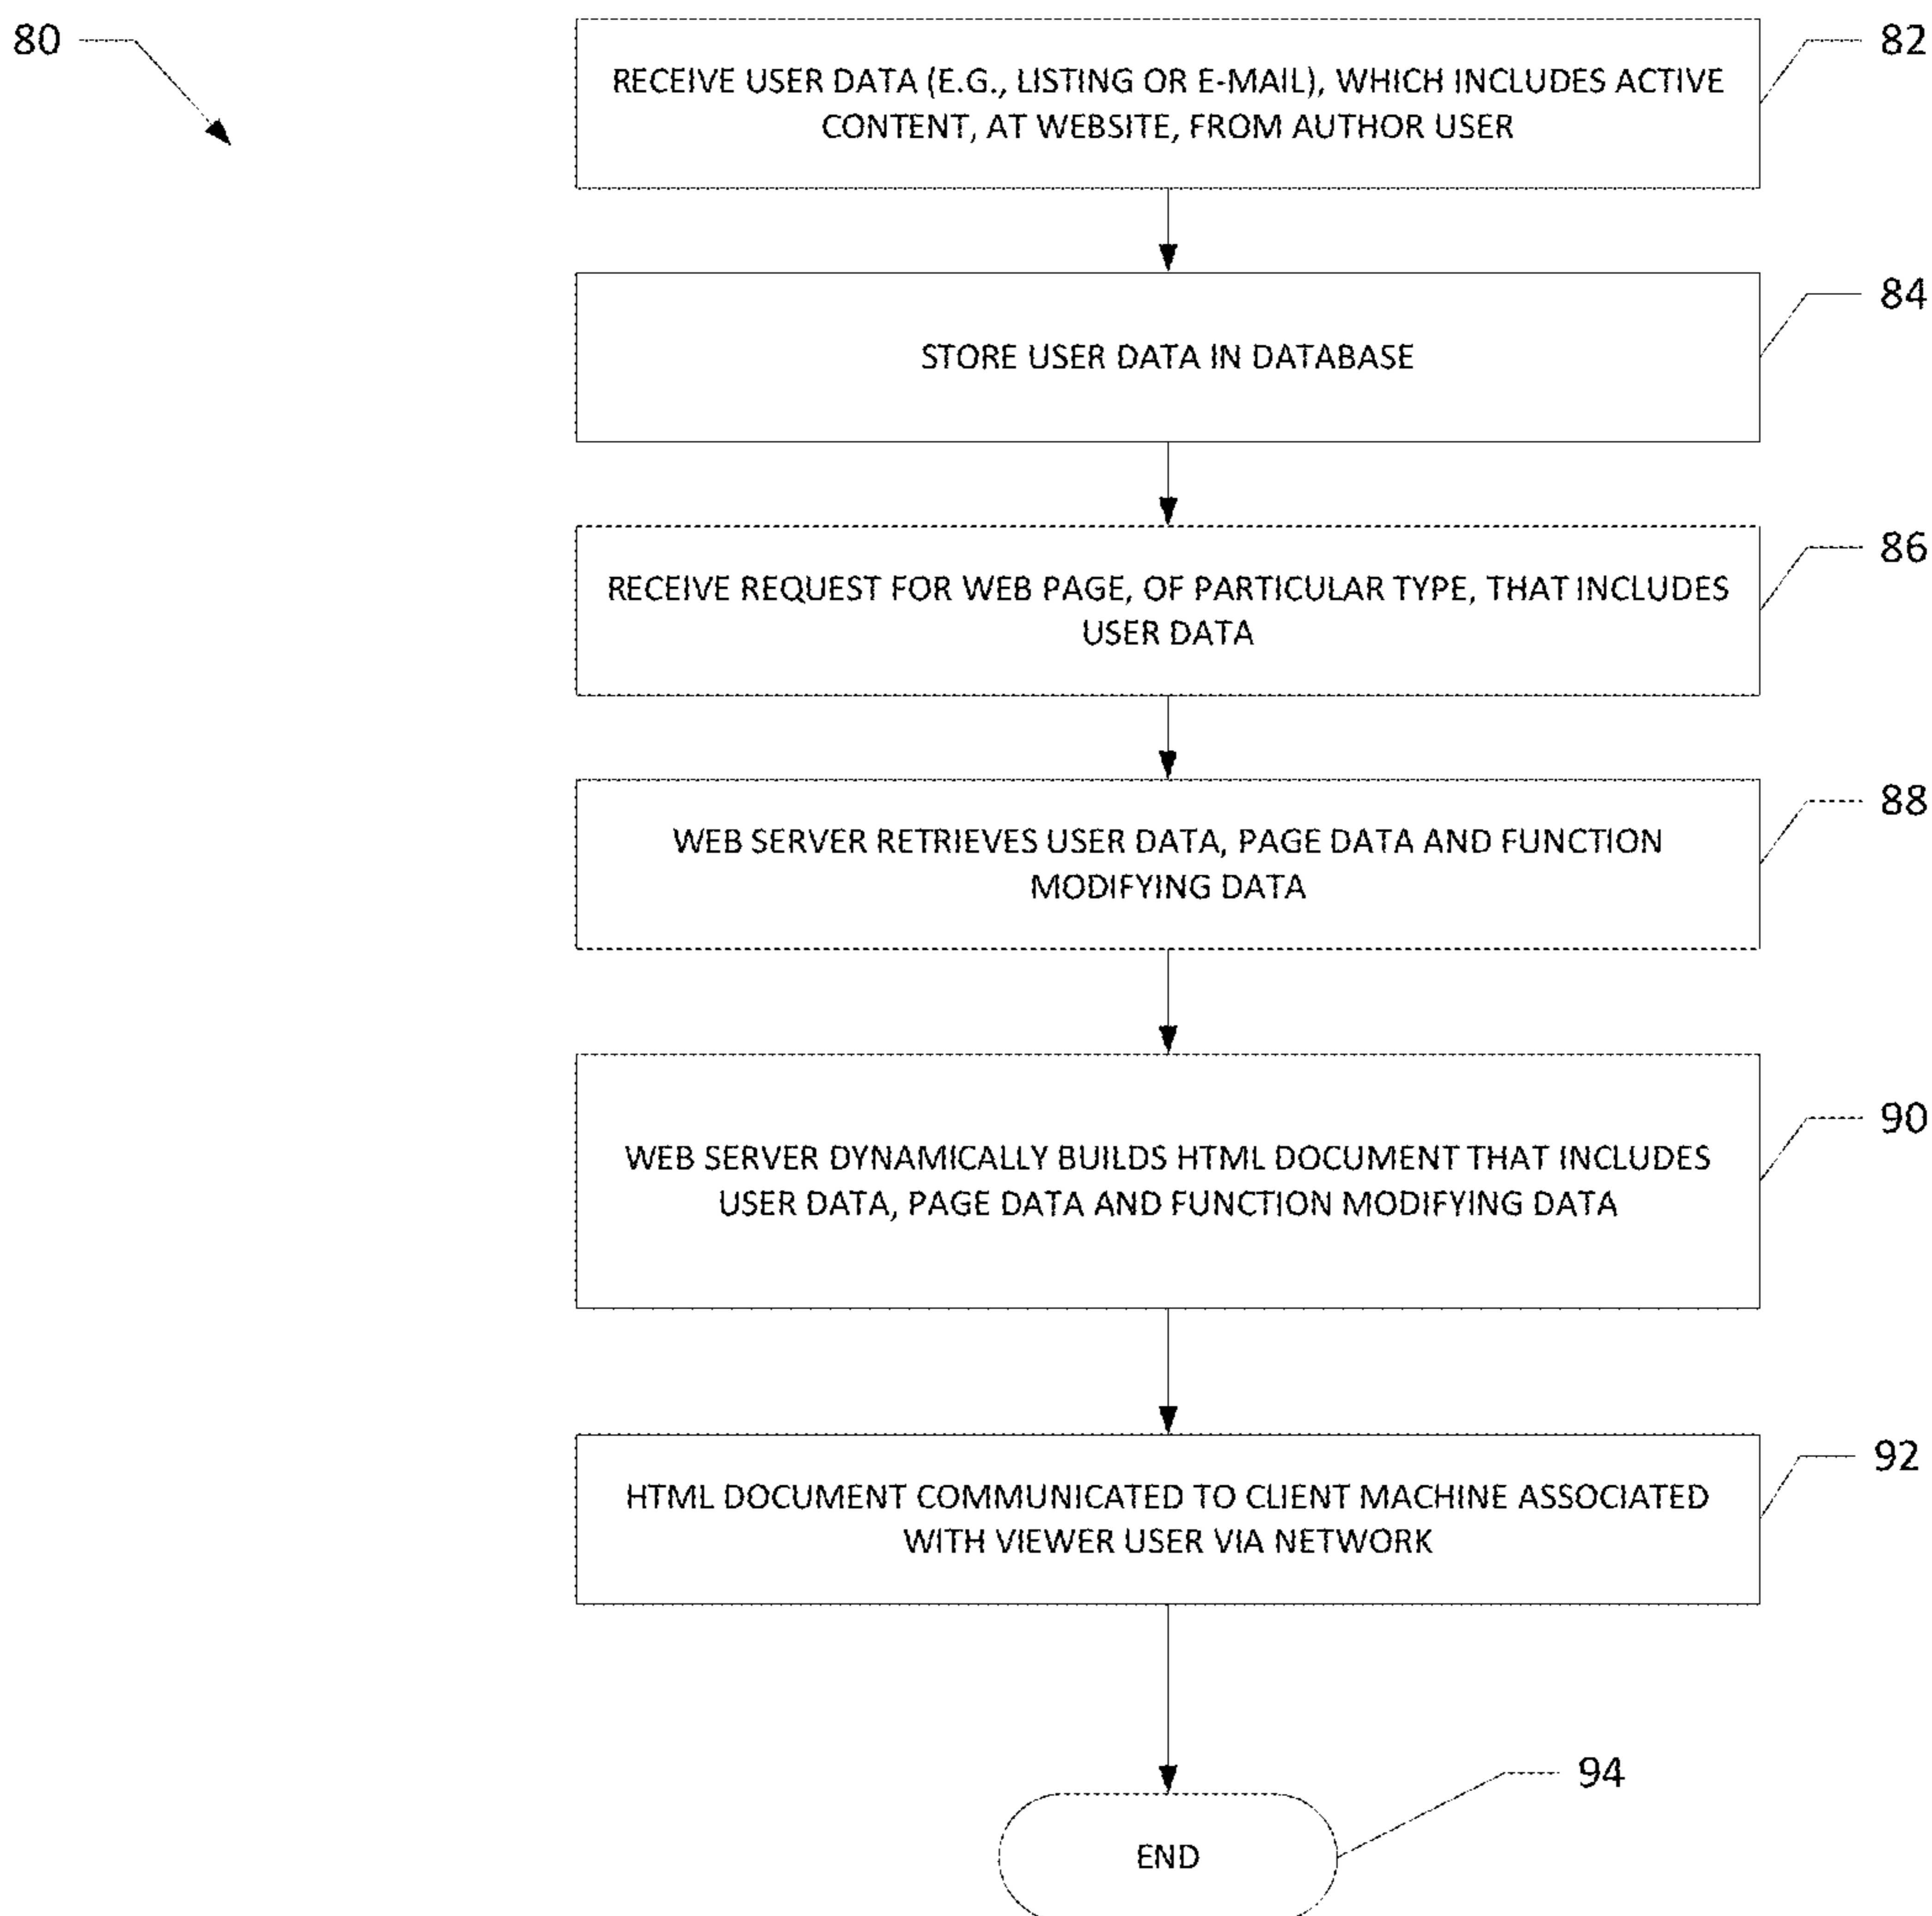 80
82
RECEIVE USER DATA (E.G., LISTING OR E-MAIL), WHICH INCLUDES ACTIVE
CONTENT, AT WEBSITE, FROM AUTHOR USER
84
STORE USER DATA IN DATABASE
86
RECEIVE REQUEST FOR WEB PAGE, OF PARTICULAR TYPE, THAT INCLUDES
USER DATA
88
WEB SERVER RETRIEVES USER DATA, PAGE DATA AND FUNCTION
MODIFYING DATA
90
WEB SERVER DYNAMICALLY BUILDS HTML DOCUMENT THAT INCLUDES
USER DATA, PAGE DATA AND FUNCTION MODIFYING DATA
92
HTML DOCUMENT COMMUNICATED TO CLIENT MACHINE ASSOCIATED
WITH VIEWER USER VIA NETWORK
94
END